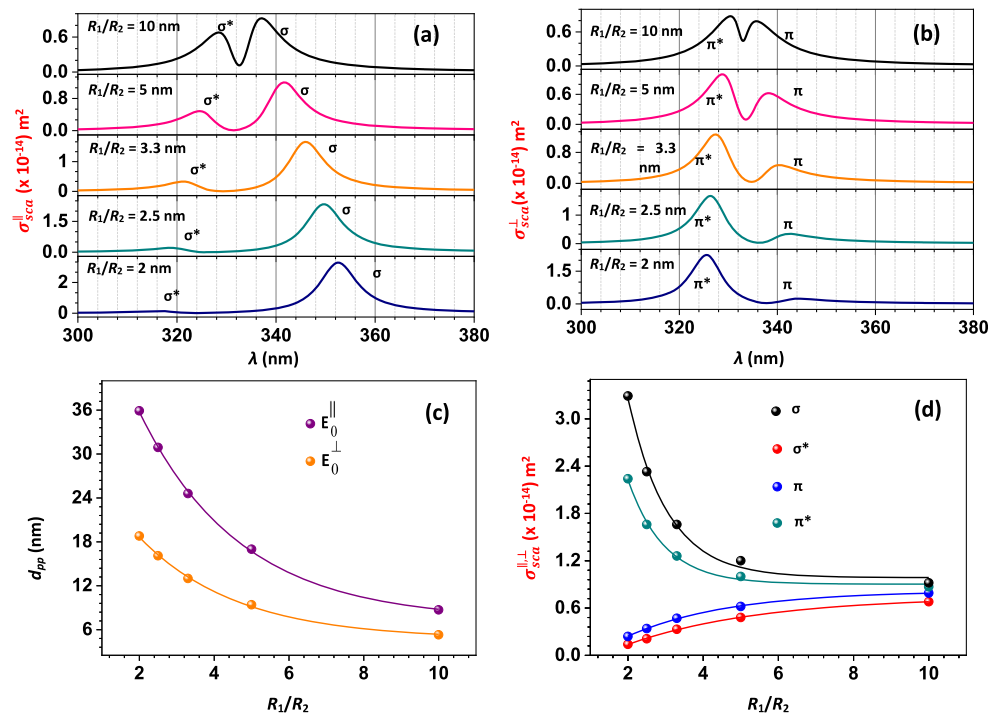 (a)
R₁/R₂ = 10 nm
σ*
σ
0.6
0.0
R₁/R₂ = 5 nm
σ*
σ
0.8
0.0
R₁/R₂ = 3.3 nm
σ*
σ
1
0
R₁/R₂ = 2.5 nm
σ*
σ
1.5
0.0
R₁/R₂ = 2 nm
σ*
σ
2
0
300 320 340 360 380
λ (nm)
σ∥sca (x 10⁻¹⁴) m²
(b)
R₁/R₂ = 10 nm
π*
π
0.6
0.0
R₁/R₂ = 5 nm
π*
π
0.8
0.0
R₁/R₂ = 3.3
nm
π*
π
0.8
0.0
R₁/R₂ = 2.5 nm
π*
π
1
0
R₁/R₂ = 2 nm
π*
π
1.5
0.0
300 320 340 360 380
λ (nm)
σ⊥sca (x 10⁻¹⁴) m²
(c)
E₀∥
E₀⊥
36
30
24
18
12
6
2 4 6 8 10
R₁/R₂
dpp (nm)
(d)
σ
σ*
π
π*
3.0
2.4
1.8
1.2
0.6
0.0
2 4 6 8 10
R₁/R₂
σ∥,⊥sca (x 10⁻¹⁴) m²